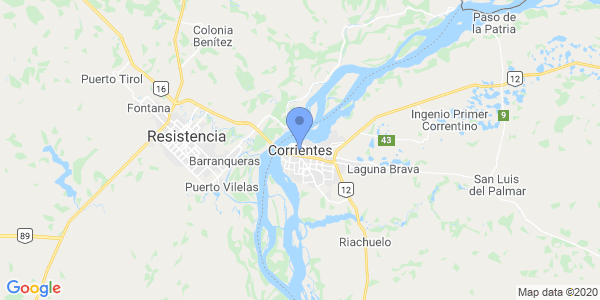 Paso de
la Patria
Colonia
Benítez
Puerto Tirol
16
12
Fontana
Ingenio Primer
Correntino
9
Resistencia
43
Corrientes
Barranqueras
Laguna Brava
San Luis
del Palmar
Puerto Vilelas
12
89
Riachuelo
Google
Map data ©2020